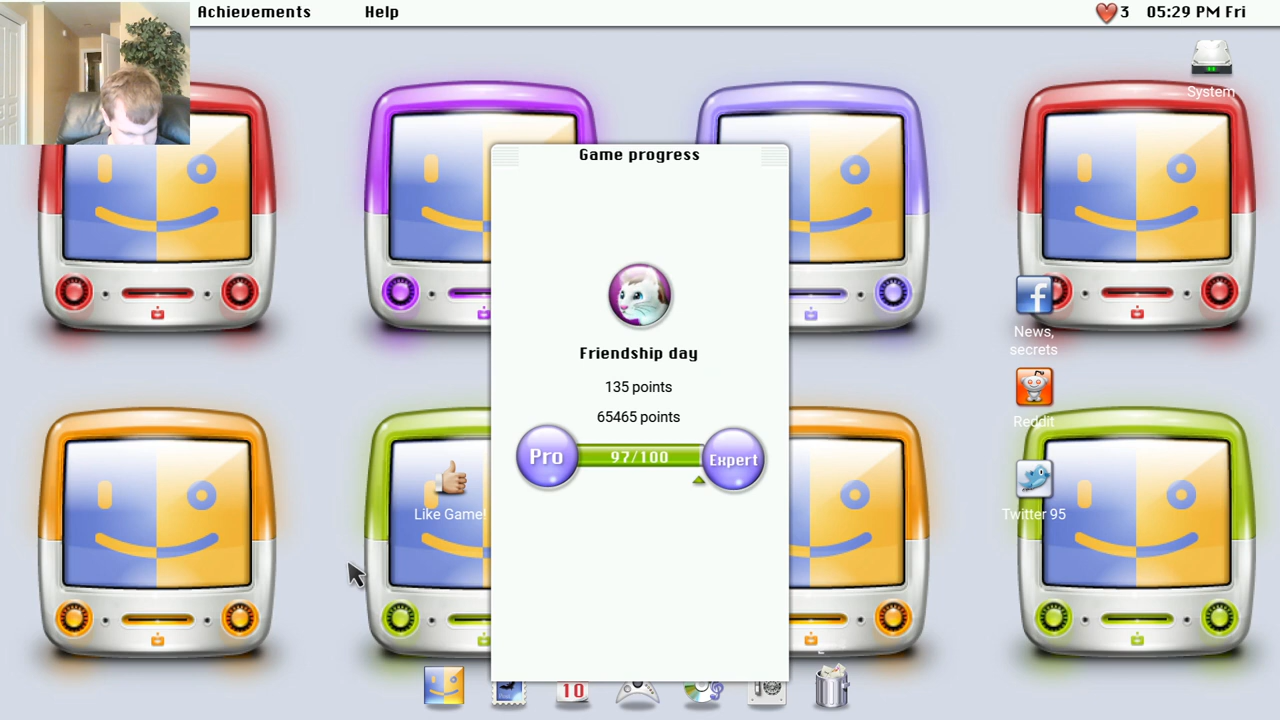 Achievements
Help
3
05:29 PM Fri
System
Game progress
Friendship day
135 points
65465 points
Pro
97/100
Expert
News,
secrets
Reddit
Like Game!
Twitter 95
10